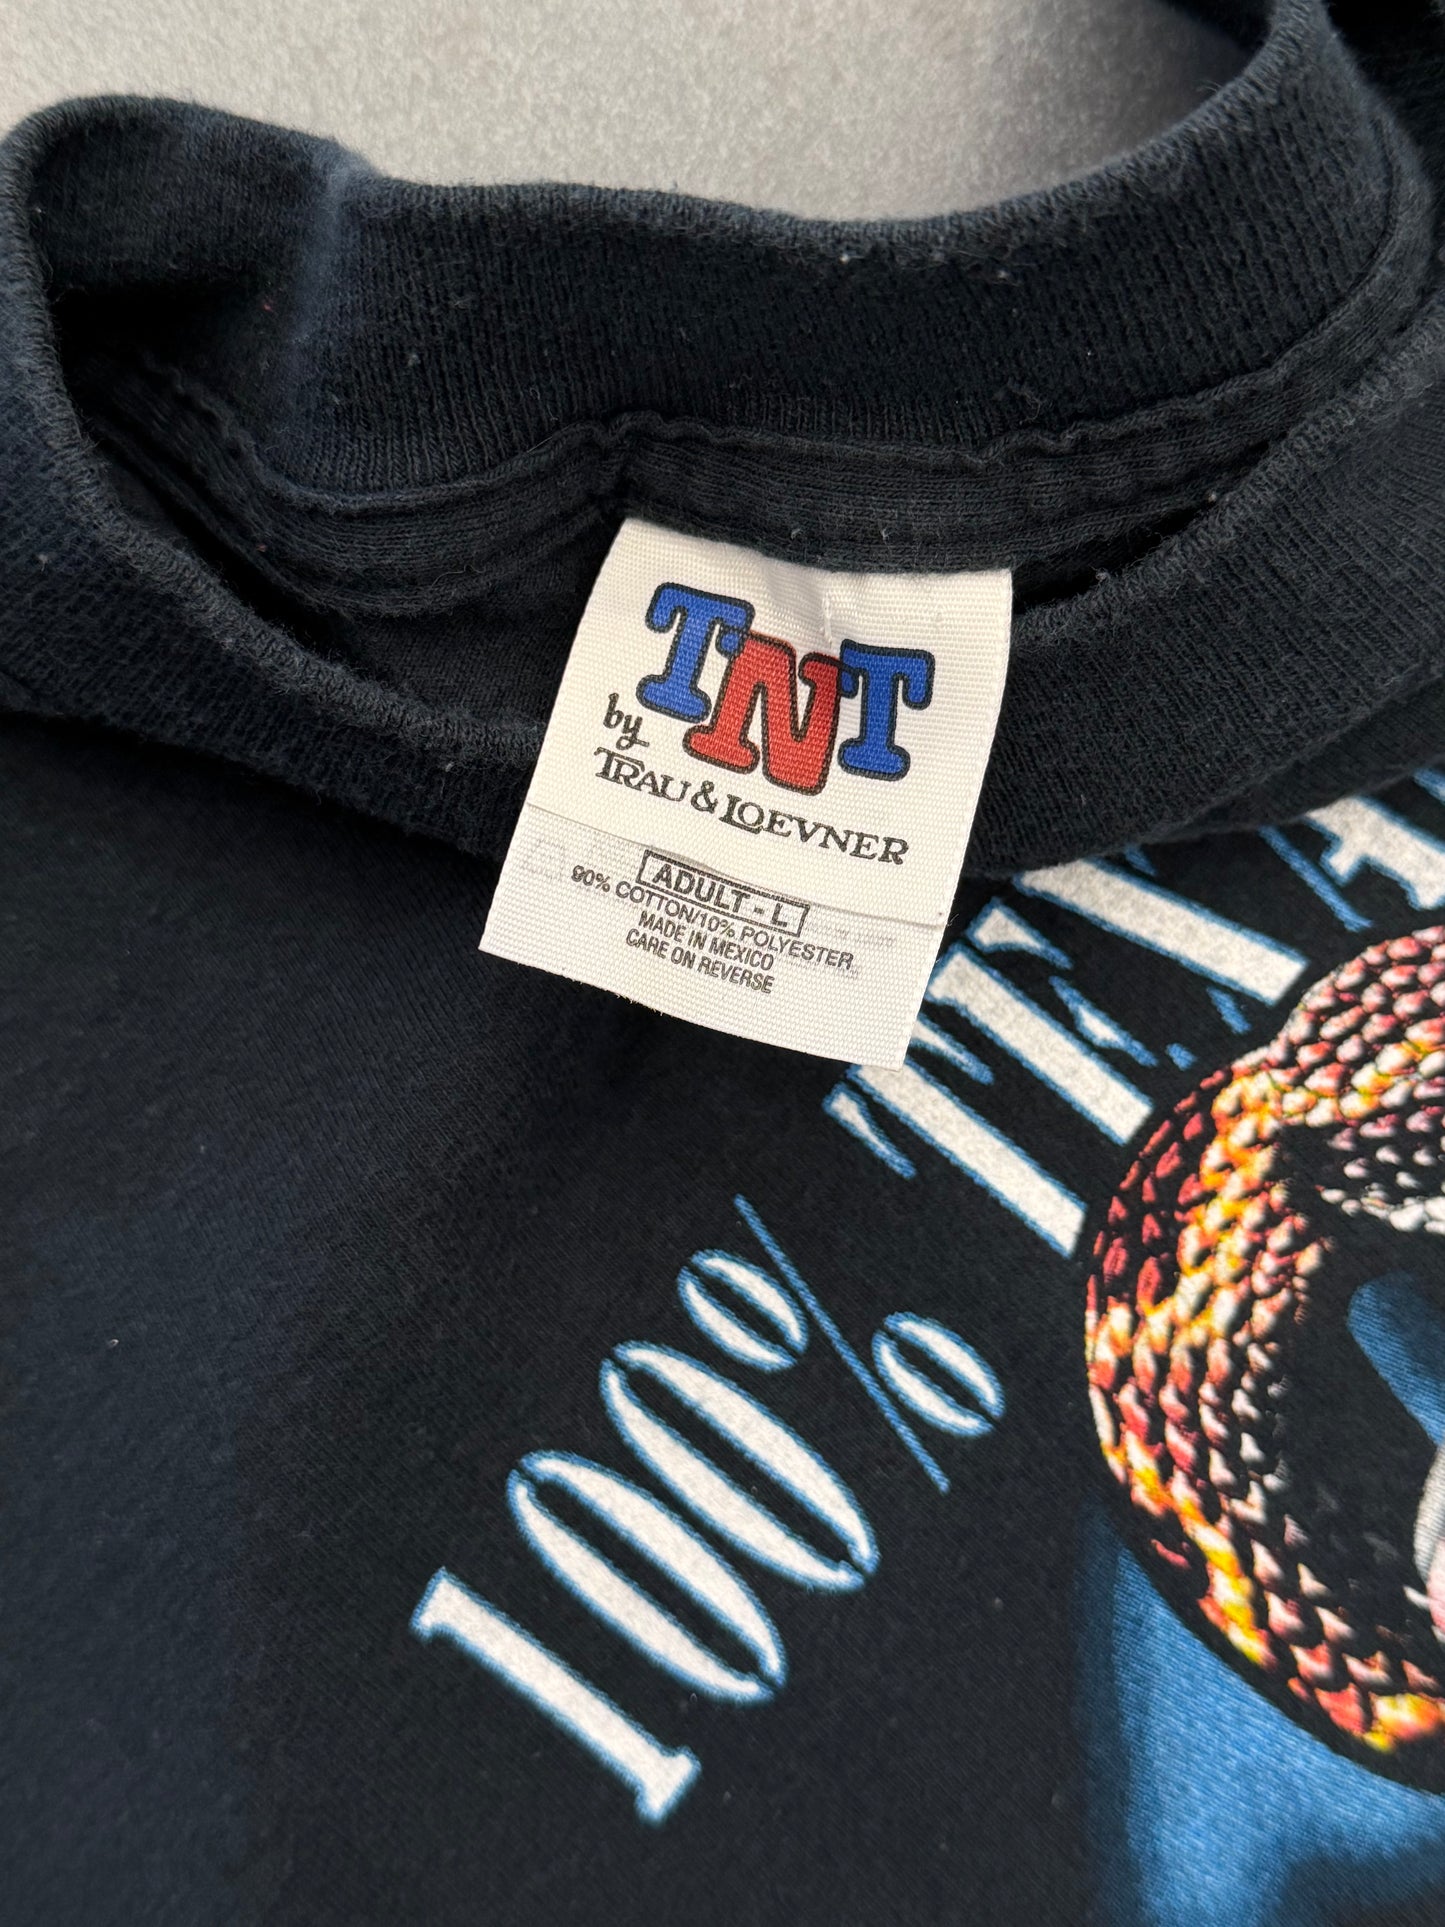 TNT
by
TRAU & LOEVNER
ADULT - L
90% COTTON/10% POLYESTER
MADE IN MEXICO
CARE ON REVERSE
100%